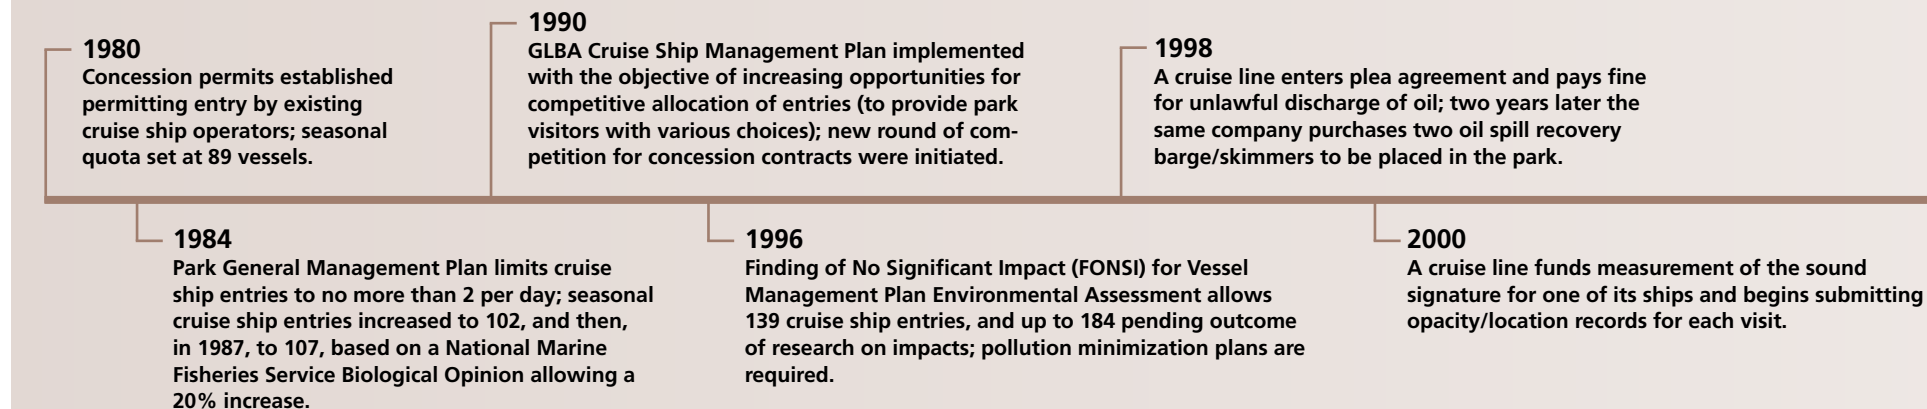 1980
Concession permits established
permitting entry by existing
cruise ship operators; seasonal
quota set at 89 vessels.
1984
Park General Management Plan limits cruise
ship entries to no more than 2 per day; seasonal
cruise ship entries increased to 102, and then,
in 1987, to 107, based on a National Marine
Fisheries Service Biological Opinion allowing a
20% increase.
1990
GLBA Cruise Ship Management Plan implemented
with the objective of increasing opportunities for
competitive allocation of entries (to provide park
visitors with various choices); new round of com-
petition for concession contracts were initiated.
1996
Finding of No Significant Impact (FONSI) for Vessel
Management Plan Environmental Assessment allows
139 cruise ship entries, and up to 184 pending outcome
of research on impacts; pollution minimization plans are
required.
1998
A cruise line enters plea agreement and pays fine
for unlawful discharge of oil; two years later the
same company purchases two oil spill recovery
barge/skimmers to be placed in the park.
2000
A cruise line funds measurement of the sound
signature for one of its ships and begins submitting
opacity/location records for each visit.